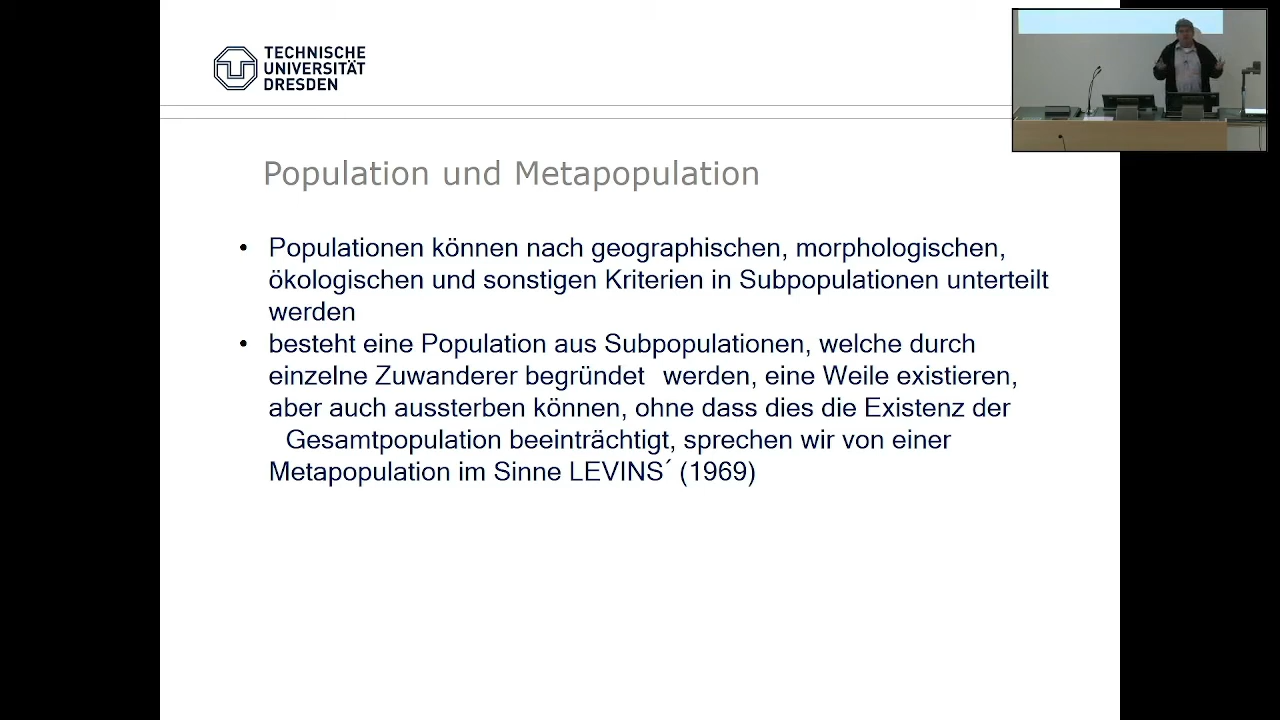 TECHNISCHE
UNIVERSITÄT
DRESDEN
Population und Metapopulation
• Populationen können nach geographischen, morphologischen,
ökologischen und sonstigen Kriterien in Subpopulationen unterteilt
werden
• besteht eine Population aus Subpopulationen, welche durch
einzelne Zuwanderer begründet werden, eine Weile existieren,
aber auch aussterben können, ohne dass dies die Existenz der
Gesamtpopulation beeinträchtigt, sprechen wir von einer
Metapopulation im Sinne LEVINS´ (1969)